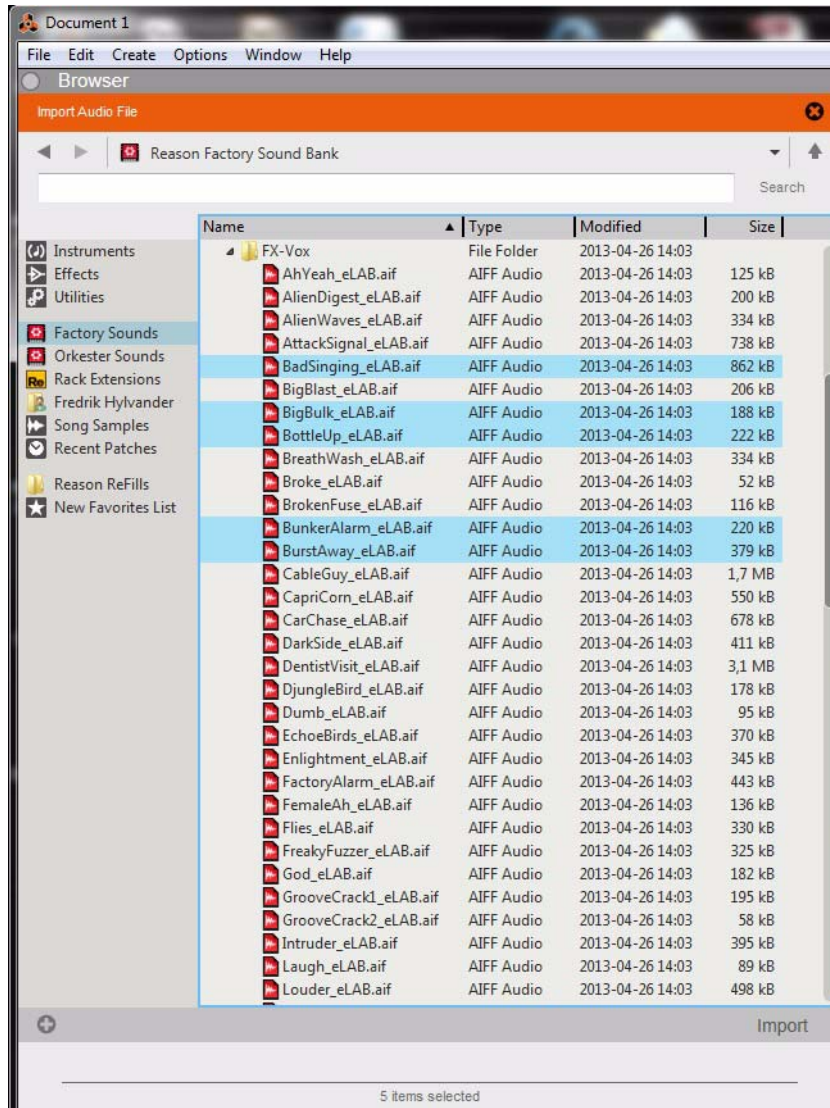 Document 1
File Edit Create Options Window Help
Browser
Import Audio File
Reason Factory Sound Bank
Search
Instruments
Effects
Utilities
Factory Sounds
Orkester Sounds
Re Rack Extensions
Fredrik Hylvander
Song Samples
Recent Patches
Reason ReFills
New Favorites List
Name Type Modified Size
FX-Vox File Folder 2013-04-26 14:03
AhYeah_eLAB.aif AIFF Audio 2013-04-26 14:03 125 kB
AlienDigest_eLAB.aif AIFF Audio 2013-04-26 14:03 200 kB
AlienWaves_eLAB.aif AIFF Audio 2013-04-26 14:03 334 kB
AttackSignal_eLAB.aif AIFF Audio 2013-04-26 14:03 738 kB
BadSinging_eLAB.aif AIFF Audio 2013-04-26 14:03 862 kB
BigBlast_eLAB.aif AIFF Audio 2013-04-26 14:03 206 kB
BigBulk_eLAB.aif AIFF Audio 2013-04-26 14:03 188 kB
BottleUp_eLAB.aif AIFF Audio 2013-04-26 14:03 222 kB
BreathWash_eLAB.aif AIFF Audio 2013-04-26 14:03 334 kB
Broke_eLAB.aif AIFF Audio 2013-04-26 14:03 52 kB
BrokenFuse_eLAB.aif AIFF Audio 2013-04-26 14:03 116 kB
BunkerAlarm_eLAB.aif AIFF Audio 2013-04-26 14:03 220 kB
BurstAway_eLAB.aif AIFF Audio 2013-04-26 14:03 379 kB
CableGuy_eLAB.aif AIFF Audio 2013-04-26 14:03 1,7 MB
CapriCorn_eLAB.aif AIFF Audio 2013-04-26 14:03 550 kB
CarChase_eLAB.aif AIFF Audio 2013-04-26 14:03 678 kB
DarkSide_eLAB.aif AIFF Audio 2013-04-26 14:03 411 kB
DentistVisit_eLAB.aif AIFF Audio 2013-04-26 14:03 3,1 MB
DjungleBird_eLAB.aif AIFF Audio 2013-04-26 14:03 178 kB
Dumb_eLAB.aif AIFF Audio 2013-04-26 14:03 95 kB
EchoeBirds_eLAB.aif AIFF Audio 2013-04-26 14:03 370 kB
Enlightment_eLAB.aif AIFF Audio 2013-04-26 14:03 345 kB
FactoryAlarm_eLAB.aif AIFF Audio 2013-04-26 14:03 443 kB
FemaleAh_eLAB.aif AIFF Audio 2013-04-26 14:03 136 kB
Flies_eLAB.aif AIFF Audio 2013-04-26 14:03 330 kB
FreakyFuzzer_eLAB.aif AIFF Audio 2013-04-26 14:03 325 kB
God_eLAB.aif AIFF Audio 2013-04-26 14:03 182 kB
GrooveCrack1_eLAB.aif AIFF Audio 2013-04-26 14:03 195 kB
GrooveCrack2_eLAB.aif AIFF Audio 2013-04-26 14:03 58 kB
Intruder_eLAB.aif AIFF Audio 2013-04-26 14:03 395 kB
Laugh_eLAB.aif AIFF Audio 2013-04-26 14:03 89 kB
Louder_eLAB.aif AIFF Audio 2013-04-26 14:03 498 kB
Import
5 items selected